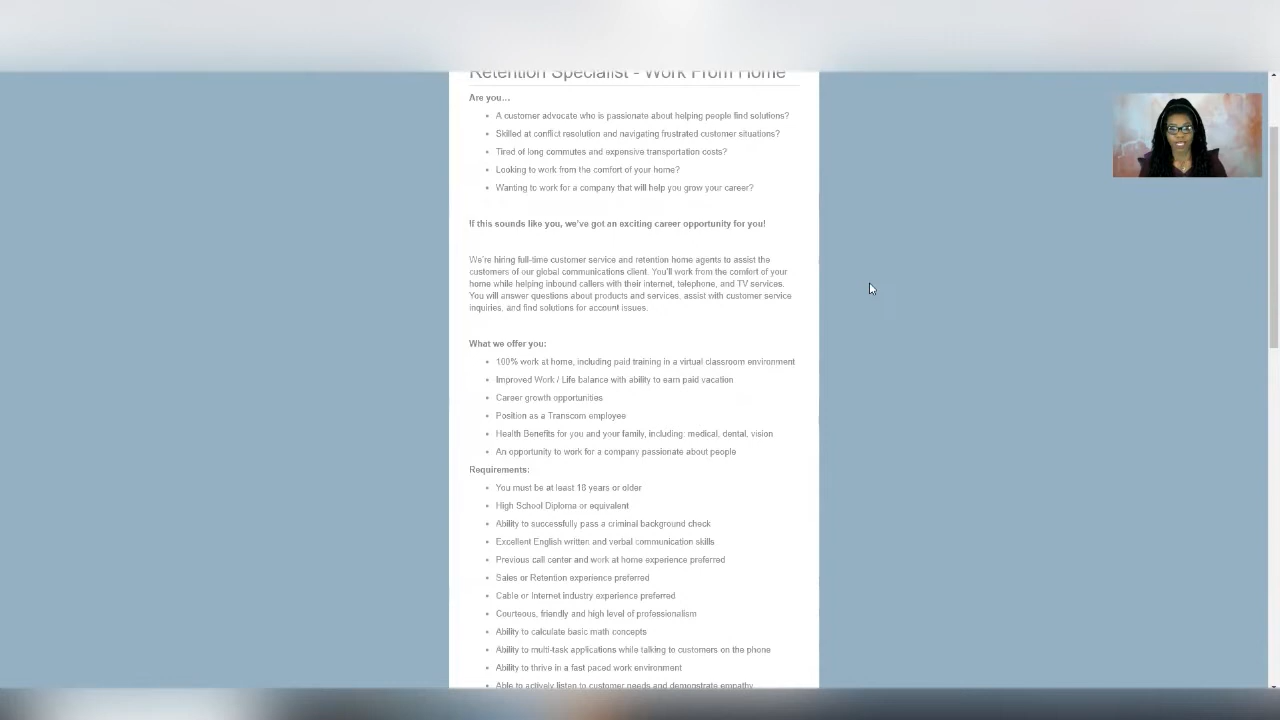 Retention Specialist - Work From Home
Are you...
A customer advocate who is passionate about helping people find solutions?
Skilled at conflict resolution and navigating frustrated customer situations?
Tired of long commutes and expensive transportation costs?
Looking to work from the comfort of your home?
Wanting to work for a company that will help you grow your career?
If this sounds like you, we've got an exciting career opportunity for you!
We're hiring full-time customer service and retention home agents to assist the
customers of our global communications client. You'll work from the comfort of your
home while helping inbound callers with their internet, telephone, and TV services.
You will answer questions about products and services, assist with customer service
inquiries, and find solutions for account issues.
What we offer you:
100% work at home, including paid training in a virtual classroom environment
Improved Work / Life balance with ability to earn paid vacation
Career growth opportunities
Position as a Transcom employee
Health Benefits for you and your family, including: medical, dental, vision
An opportunity to work for a company passionate about people
Requirements:
You must be at least 18 years or older
High School Diploma or equivalent
Ability to successfully pass a criminal background check
Excellent English written and verbal communication skills
Previous call center and work at home experience preferred
Sales or Retention experience preferred
Cable or Internet industry experience preferred
Courteous, friendly and high level of professionalism
Ability to calculate basic math concepts
Ability to multi-task applications while talking to customers on the phone
Ability to thrive in a fast paced work environment
Able to actively listen to customer needs and demonstrate empathy